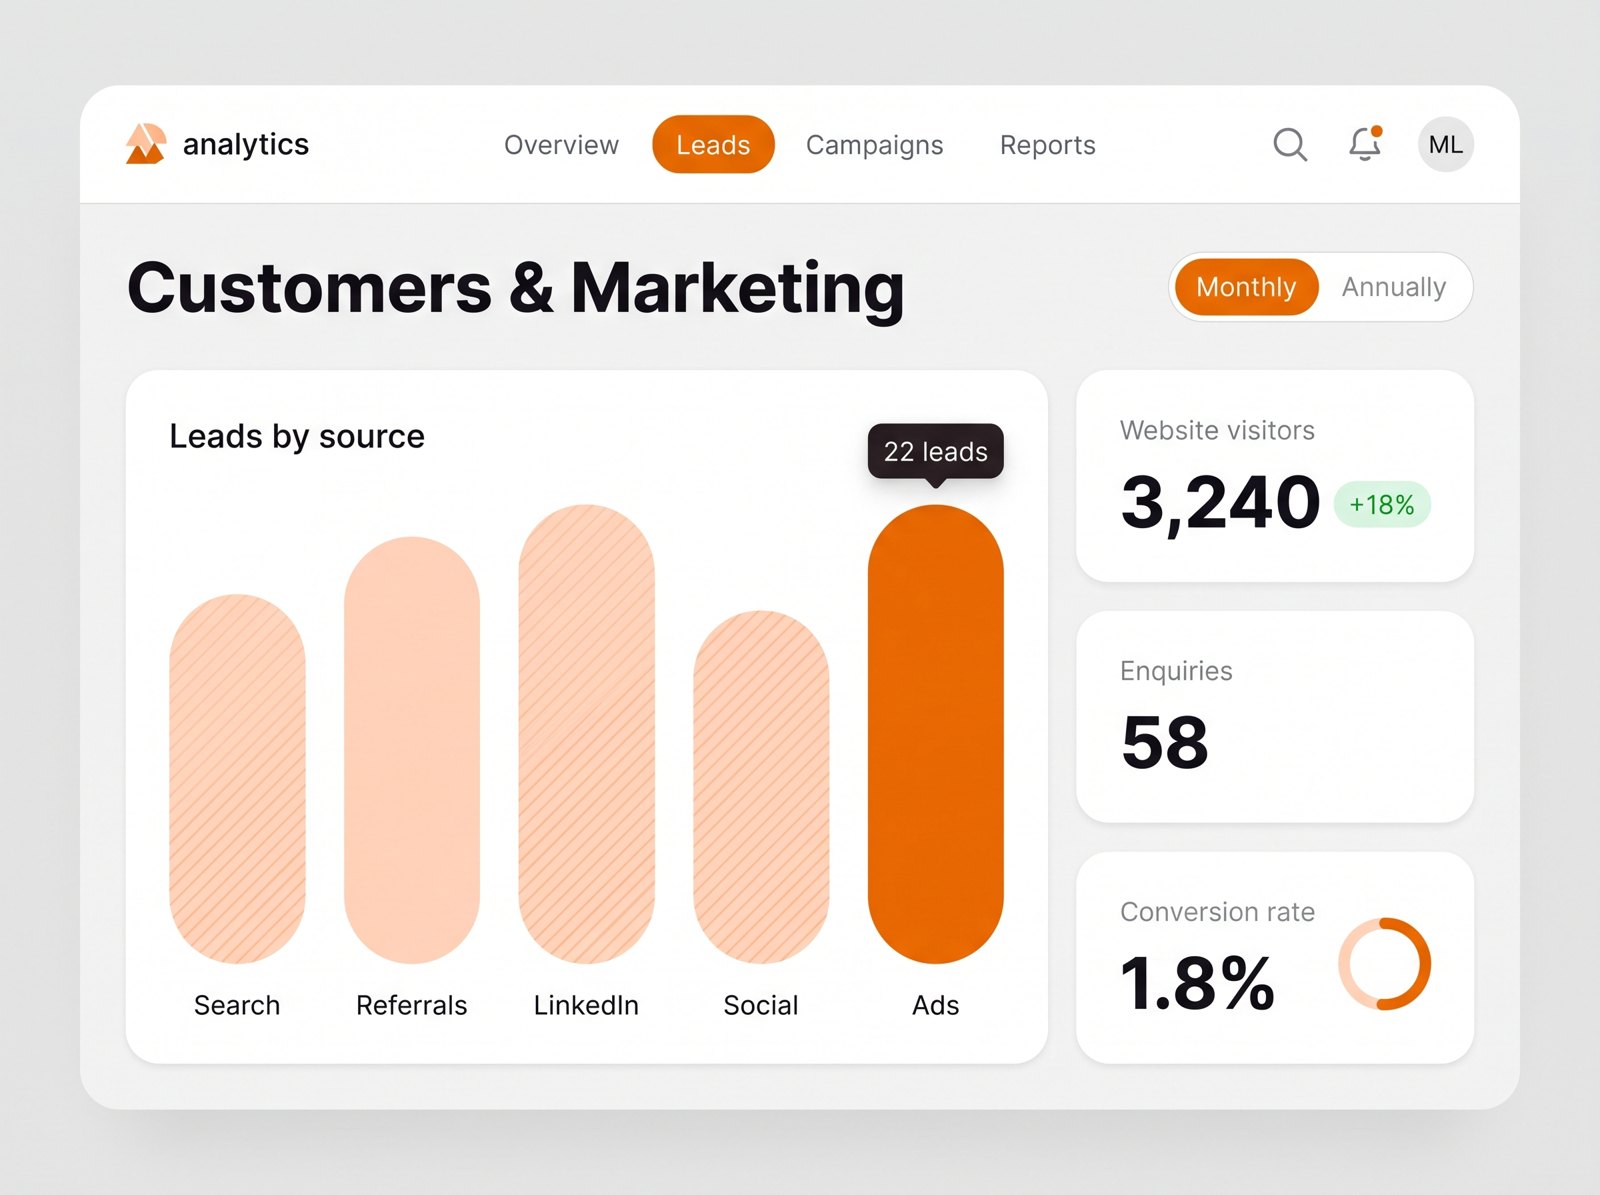 analytics
Overview
Leads
Campaigns
Reports
ML
Customers & Marketing
Monthly
Annually
Leads by source
22 leads
Search
Referrals
LinkedIn
Social
Ads
Website visitors
3,240
+18%
Enquiries
58
Conversion rate
1.8%